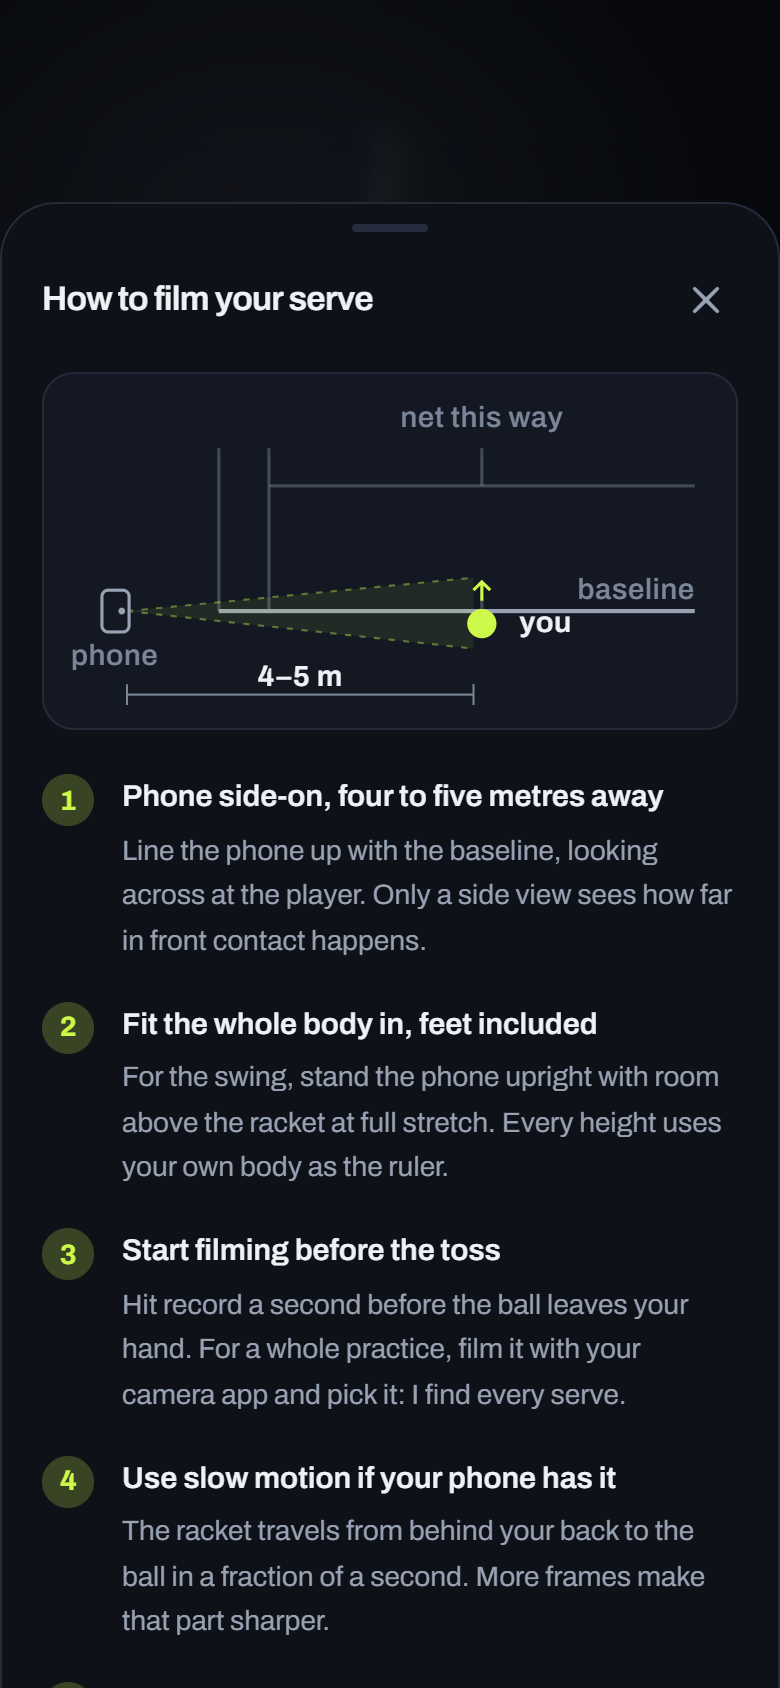 How to film your serve
net this way
baseline
you
phone
4–5 m
1
Phone side-on, four to five metres away
Line the phone up with the baseline, looking
across at the player. Only a side view sees how far
in front contact happens.
2
Fit the whole body in, feet included
For the swing, stand the phone upright with room
above the racket at full stretch. Every height uses
your own body as the ruler.
3
Start filming before the toss
Hit record a second before the ball leaves your
hand. For a whole practice, film it with your
camera app and pick it: I find every serve.
4
Use slow motion if your phone has it
The racket travels from behind your back to the
ball in a fraction of a second. More frames make
that part sharper.